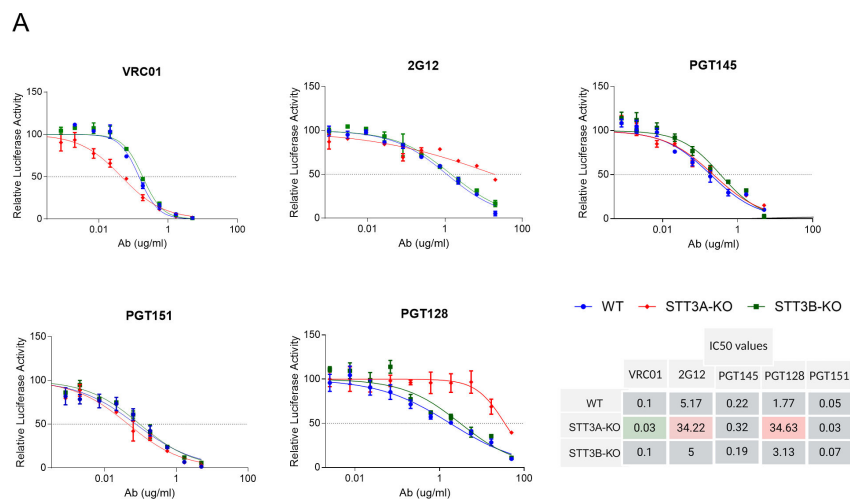 A
VRC01
Relative Luciferase Activity
150
100
50
0
0.01
1
100
Ab (ug/ml)
2G12
Relative Luciferase Activity
150
100
50
0
0.01
1
100
Ab (ug/ml)
PGT145
Relative Luciferase Activity
150
100
50
0
0.01
1
100
Ab (ug/ml)
PGT151
Relative Luciferase Activity
150
100
50
0
0.01
1
100
Ab (ug/ml)
PGT128
Relative Luciferase Activity
150
100
50
0
0.01
1
100
Ab (ug/ml)
WT STT3A-KO STT3B-KO
IC50 values
VRC01 2G12 PGT145 PGT128 PGT151
WT 0.1 5.17 0.22 1.77 0.05
STT3A-KO 0.03 34.22 0.32 34.63 0.03
STT3B-KO 0.1 5 0.19 3.13 0.07